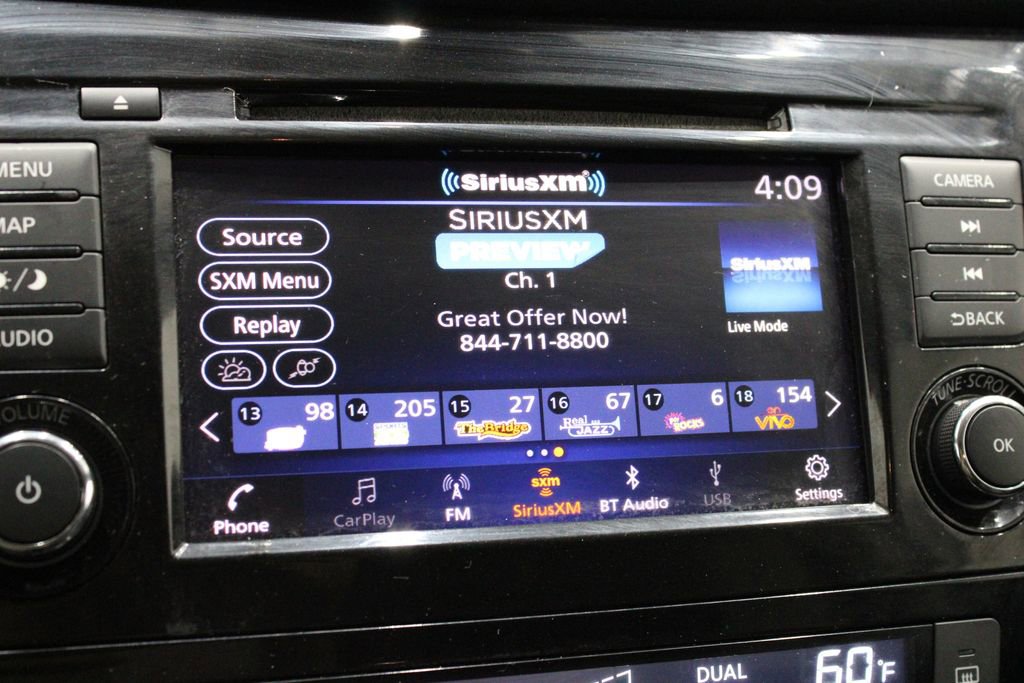 MENU
MAP
AUDIO
VOLUME
SiriusXM
4:09
Source
SXM Menu
Replay
SIRIUSXM
PREVIEW
Ch. 1
Great Offer Now!
844-711-8800
SiriusXM
Live Mode
13 98
14 205
15 27 The Bridge
16 67 Real... JAZZ
17 6 ROCKS
18 154 ON VIVO
Phone
CarPlay
FM
sxm
SiriusXM
BT Audio
USB
Settings
CAMERA
BACK
TUNE·SCROLL
OK
DUAL
60°F